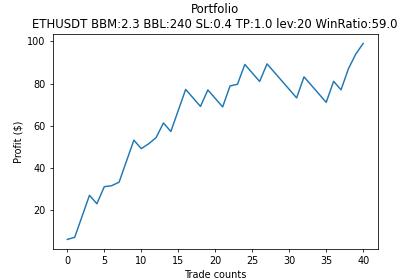 Portfolio
ETHUSDT BBM:2.3 BBL:240 SL:0.4 TP:1.0 lev:20 WinRatio:59.0
100
80
60
40
20
Profit ($)
0 5 10 15 20 25 30 35 40
Trade counts